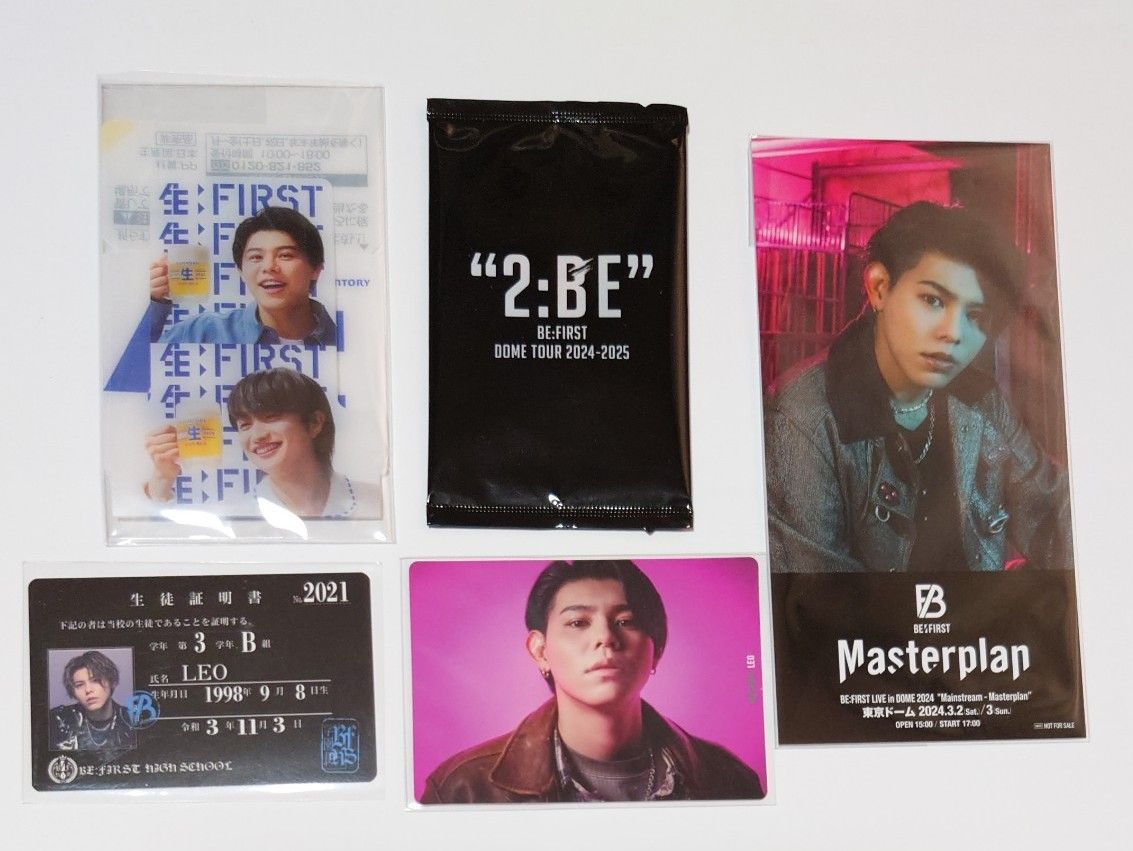 生:FIRST
生
生:FIRST
生
"2:BE"
BE:FIRST
DOME TOUR 2024-2025
FB
BE:FIRST
Masterplan
BE:FIRST LIVE in DOME 2024 "Mainstream - Masterplan"
東京ドーム 2024.3.2 Sat. / 3 Sun.
OPEN 15:00 / START 17:00
NOT FOR SALE
生徒証明書 No.2021
下記の者は当校の生徒であることを証明する。
学年 第 3 学年 B 組
氏名 LEO
生年月日 1998年 9月 8日生
令和 3年11月3日
BE:FIRST HIGH SCHOOL
LEO